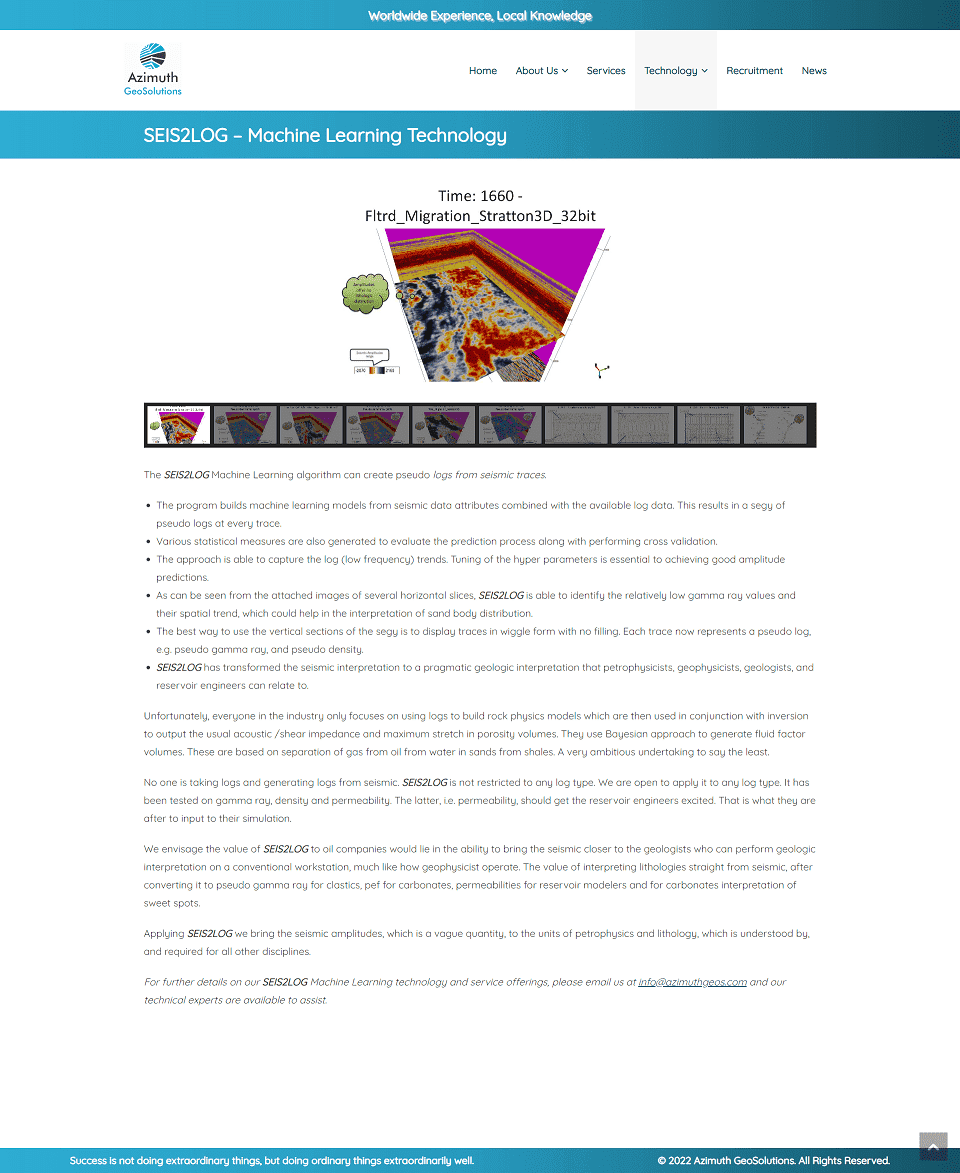 Worldwide Experience, Local Knowledge
Azimuth
GeoSolutions
Home About Us Services Technology Recruitment News
SEIS2LOG – Machine Learning Technology
Time: 1660 -
Fltrd_Migration_Stratton3D_32bit
Amplitudes
offer no
lithologic
distribution
The SEIS2LOG Machine Learning algorithm can create pseudo logs from seismic traces.
• The program builds machine learning models from seismic data attributes combined with the available log data. This results in a segy of
pseudo logs at every trace.
• Various statistical measures are also generated to evaluate the prediction process along with performing cross validation.
• The approach is able to capture the log (low frequency) trends. Tuning of the hyper parameters is essential to achieving good amplitude
predictions.
• As can be seen from the attached images of several horizontal slices, SEIS2LOG is able to identify the relatively low gamma ray values and
their spatial trend, which could help in the interpretation of sand body distribution.
• The best way to use the vertical sections of the segy is to display traces in wiggle form with no filling. Each trace now represents a pseudo log,
e.g. pseudo gamma ray, and pseudo density.
• SEIS2LOG has transformed the seismic interpretation to a pragmatic geologic interpretation that petrophysicists, geophysicists, geologists, and
reservoir engineers can relate to.
Unfortunately, everyone in the industry only focuses on using logs to build rock physics models which are then used in conjunction with inversion
to output the usual acoustic /shear impedance and maximum stretch in porosity volumes. They use Bayesian approach to generate fluid factor
volumes. These are based on separation of gas from oil from water in sands from shales. A very ambitious undertaking to say the least.
No one is taking logs and generating logs from seismic. SEIS2LOG is not restricted to any log type. We are open to apply it to any log type. It has
been tested on gamma ray, density and permeability. The latter, i.e. permeability, should get the reservoir engineers excited. That is what they are
after to input to their simulation.
We envisage the value of SEIS2LOG to oil companies would lie in the ability to bring the seismic closer to the geologists who can perform geologic
interpretation on a conventional workstation, much like how geophysicist operate. The value of interpreting lithologies straight from seismic, after
converting it to pseudo gamma ray for clastics, pef for carbonates, permeabilities for reservoir modelers and for carbonates interpretation of
sweet spots.
Applying SEIS2LOG we bring the seismic amplitudes, which is a vague quantity, to the units of petrophysics and lithology, which is understood by,
and required for all other disciplines.
For further details on our SEIS2LOG Machine Learning technology and service offerings, please email us at info@azimuthgeos.com and our
technical experts are available to assist.
Success is not doing extraordinary things, but doing ordinary things extraordinarily well. © 2022 Azimuth GeoSolutions. All Rights Reserved.